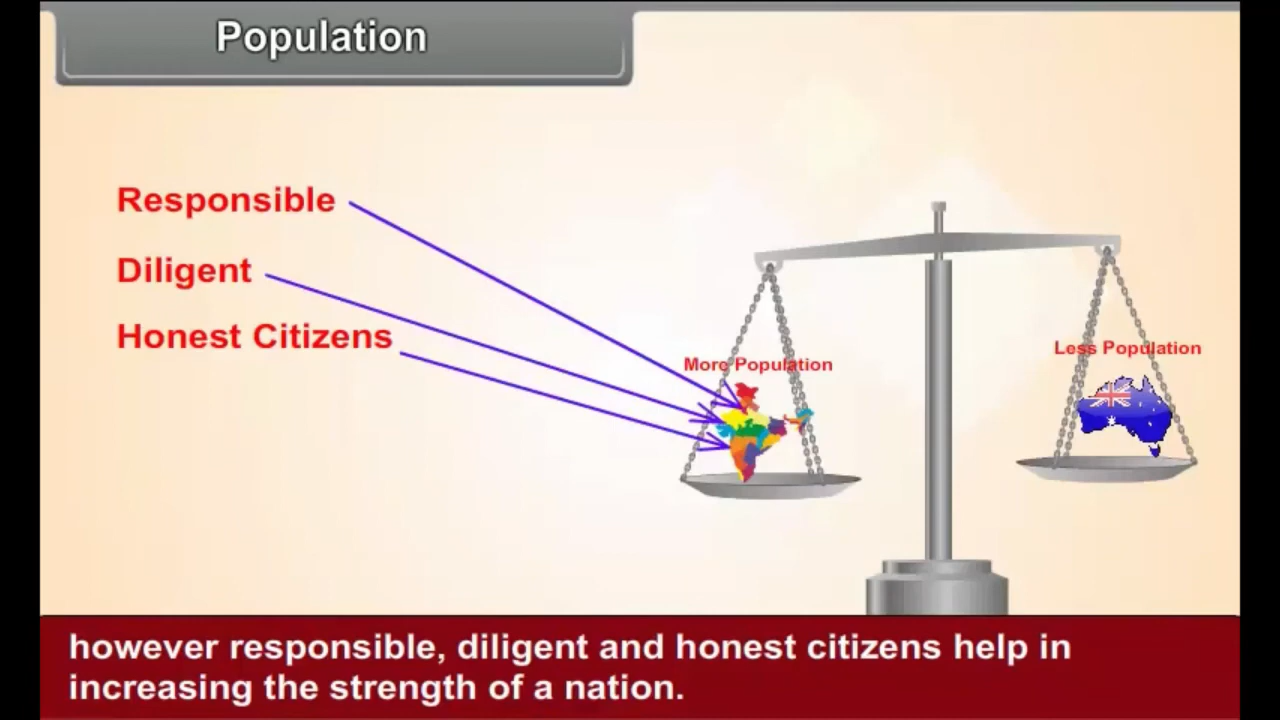 Population
Responsible
Diligent
Honest Citizens
More Population
Less Population
however responsible, diligent and honest citizens help in
increasing the strength of a nation.